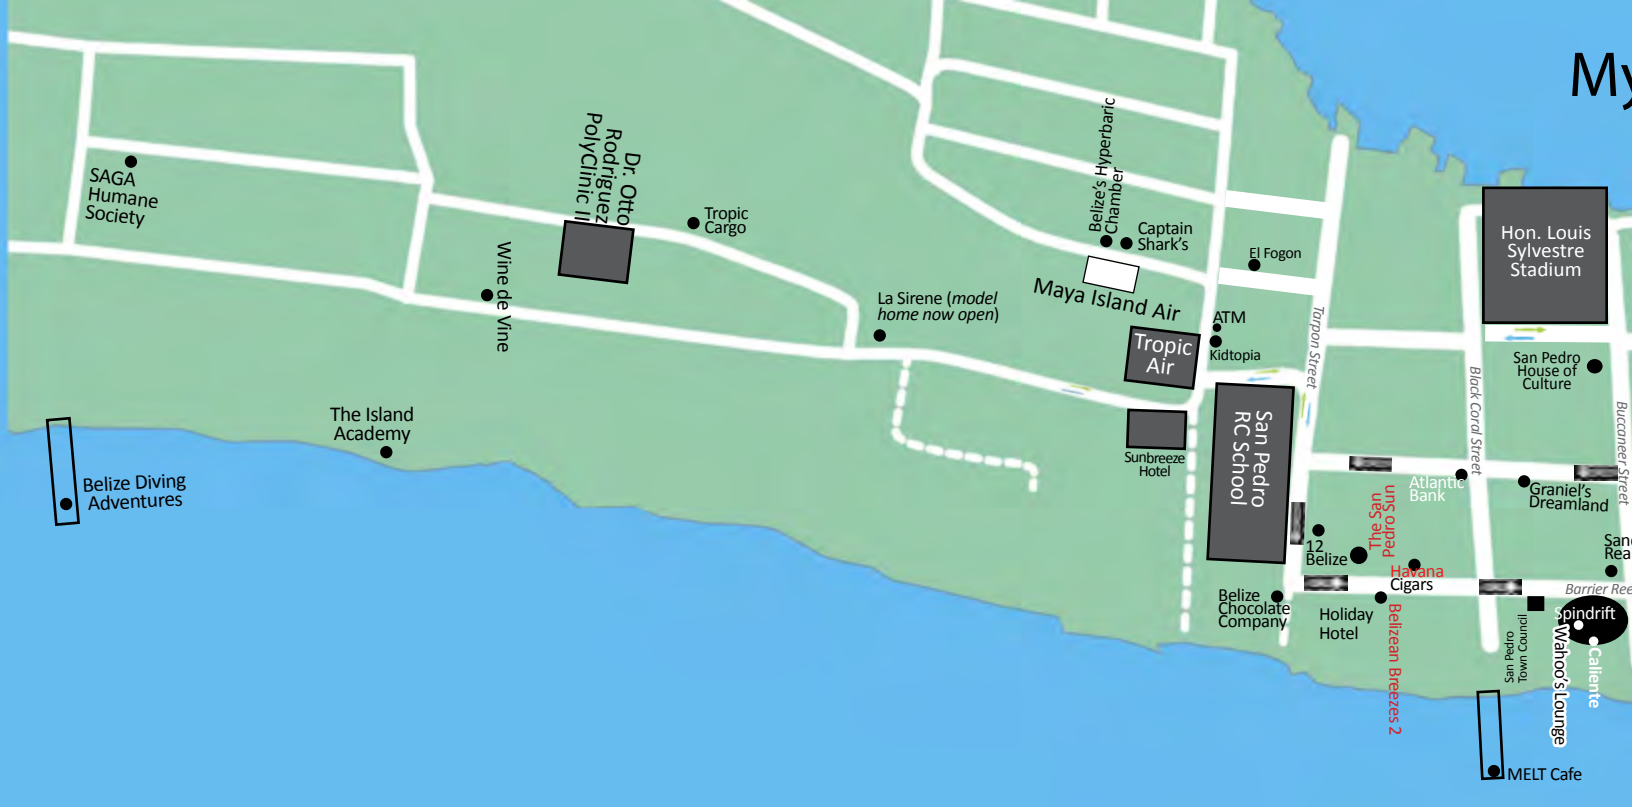 My
SAGA
Humane
Society
Dr. Otto
Rodriguez
PolyClinic II
Tropic
Cargo
Wine de Vine
Belize's Hyperbaric
Chamber
Captain
Shark's
Maya Island Air
El Fogon
La Sirene (model
home now open)
ATM
Kidtopia
Tropic
Air
Tarpon Street
Hon. Louis
Sylvestre
Stadium
San Pedro
House of
Culture
Black Coral Street
Buccaneer Street
The Island
Academy
Belize Diving
Adventures
Sunbreeze
Hotel
San Pedro
RC School
Atlantic
Bank
Graniel's
Dreamland
The San
Pedro Sun
12
Belize
Havana
Cigars
Belize
Chocolate
Company
Holiday
Hotel
Belizean Breezes 2
San Pedro
Town Council
Barrier Ree
Spindrift
Wahoo's Lounge
Caliente
MELT Cafe